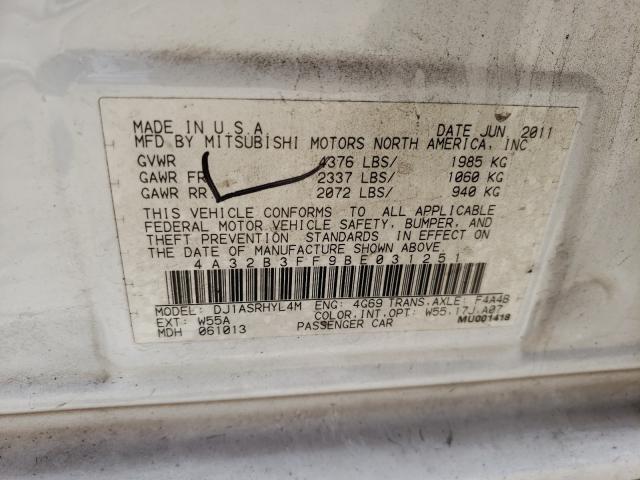 MADE IN U.S.A. DATE JUN 2011
MFD BY MITSUBISHI MOTORS NORTH AMERICA, INC
GVWR 4376 LBS/ 1985 KG
GAWR FR 2337 LBS/ 1060 KG
GAWR RR 2072 LBS/ 940 KG
THIS VEHICLE CONFORMS TO ALL APPLICABLE
FEDERAL MOTOR VEHICLE SAFETY, BUMPER, AND
THEFT PREVENTION STANDARDS IN EFFECT ON
THE DATE OF MANUFACTURE SHOWN ABOVE.
4A32B3FF9BE031251
MODEL: DJ1ASRHYL4M ENG: 4G69 TRANS.AXLE: F4A4B
EXT: W55A COLOR.INT.OPT: W55.17J.A07
MDH 061013 PASSENGER CAR MU001418